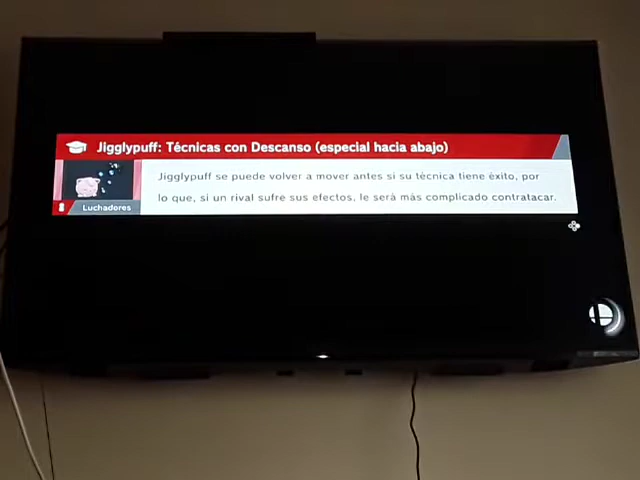 Jigglypuff: Técnicas con Descanso (especial hacia abajo)
Jigglypuff se puede volver a mover antes si su técnica tiene éxito, por
lo que, si un rival sufre sus efectos, le será más complicado contratacar.
8 Luchadores